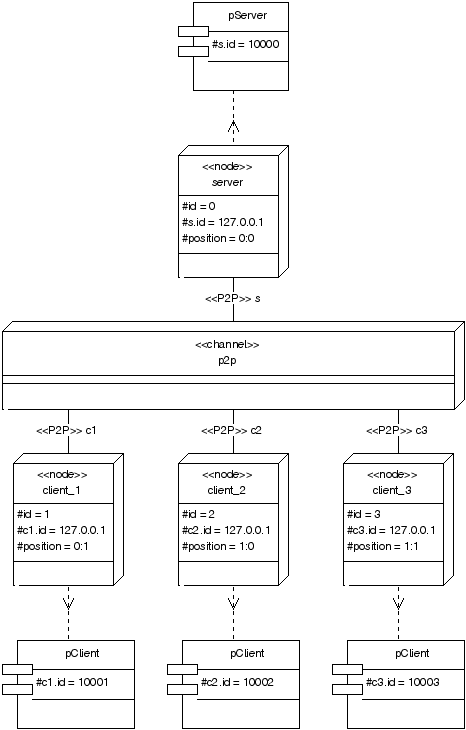 pServer
#s.id = 10000
<<node>>
server
#id = 0
#s.id = 127.0.0.1
#position = 0:0
<<P2P>> s
<<channel>>
p2p
<<P2P>> c1
<<P2P>> c2
<<P2P>> c3
<<node>>
client_1
#id = 1
#c1.id = 127.0.0.1
#position = 0:1
<<node>>
client_2
#id = 2
#c2.id = 127.0.0.1
#position = 1:0
<<node>>
client_3
#id = 3
#c3.id = 127.0.0.1
#position = 1:1
pClient
#c1.id = 10001
pClient
#c2.id = 10002
pClient
#c3.id = 10003